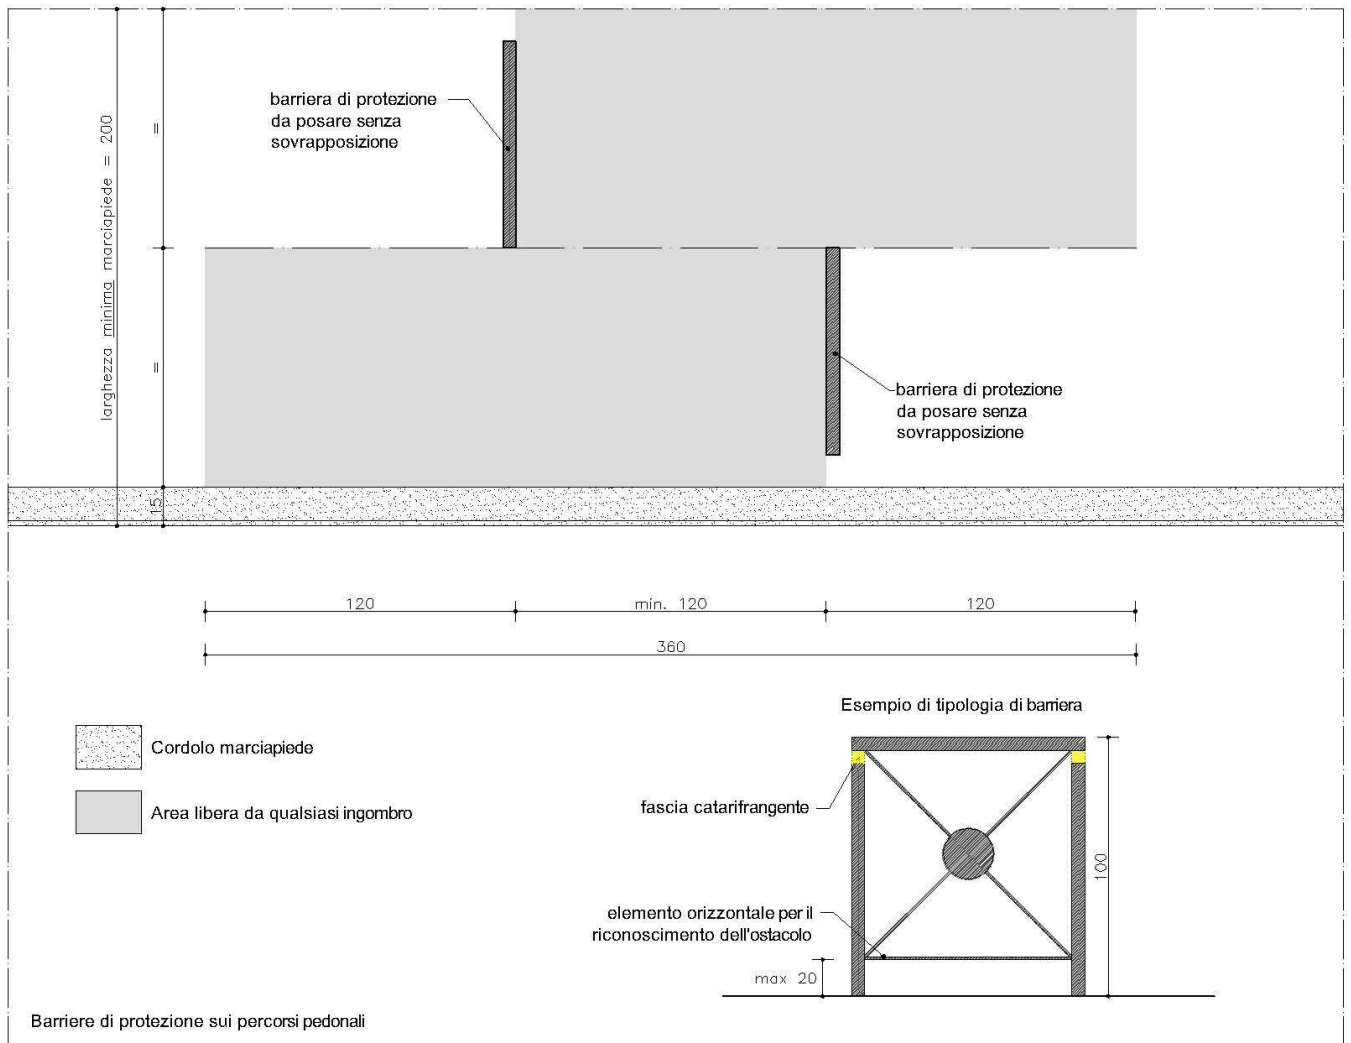 barriera di protezione
da posare senza
sovrapposizione
larghezza minima marciapiede = 200
=
=
15
barriera di protezione
da posare senza
sovrapposizione
120
min. 120
120
360
Cordolo marciapiede
Area libera da qualsiasi ingombro
Esempio di tipologia di barriera
fascia catarifrangente
100
elemento orizzontale per il
riconoscimento dell'ostacolo
max 20
Barriere di protezione sui percorsi pedonali